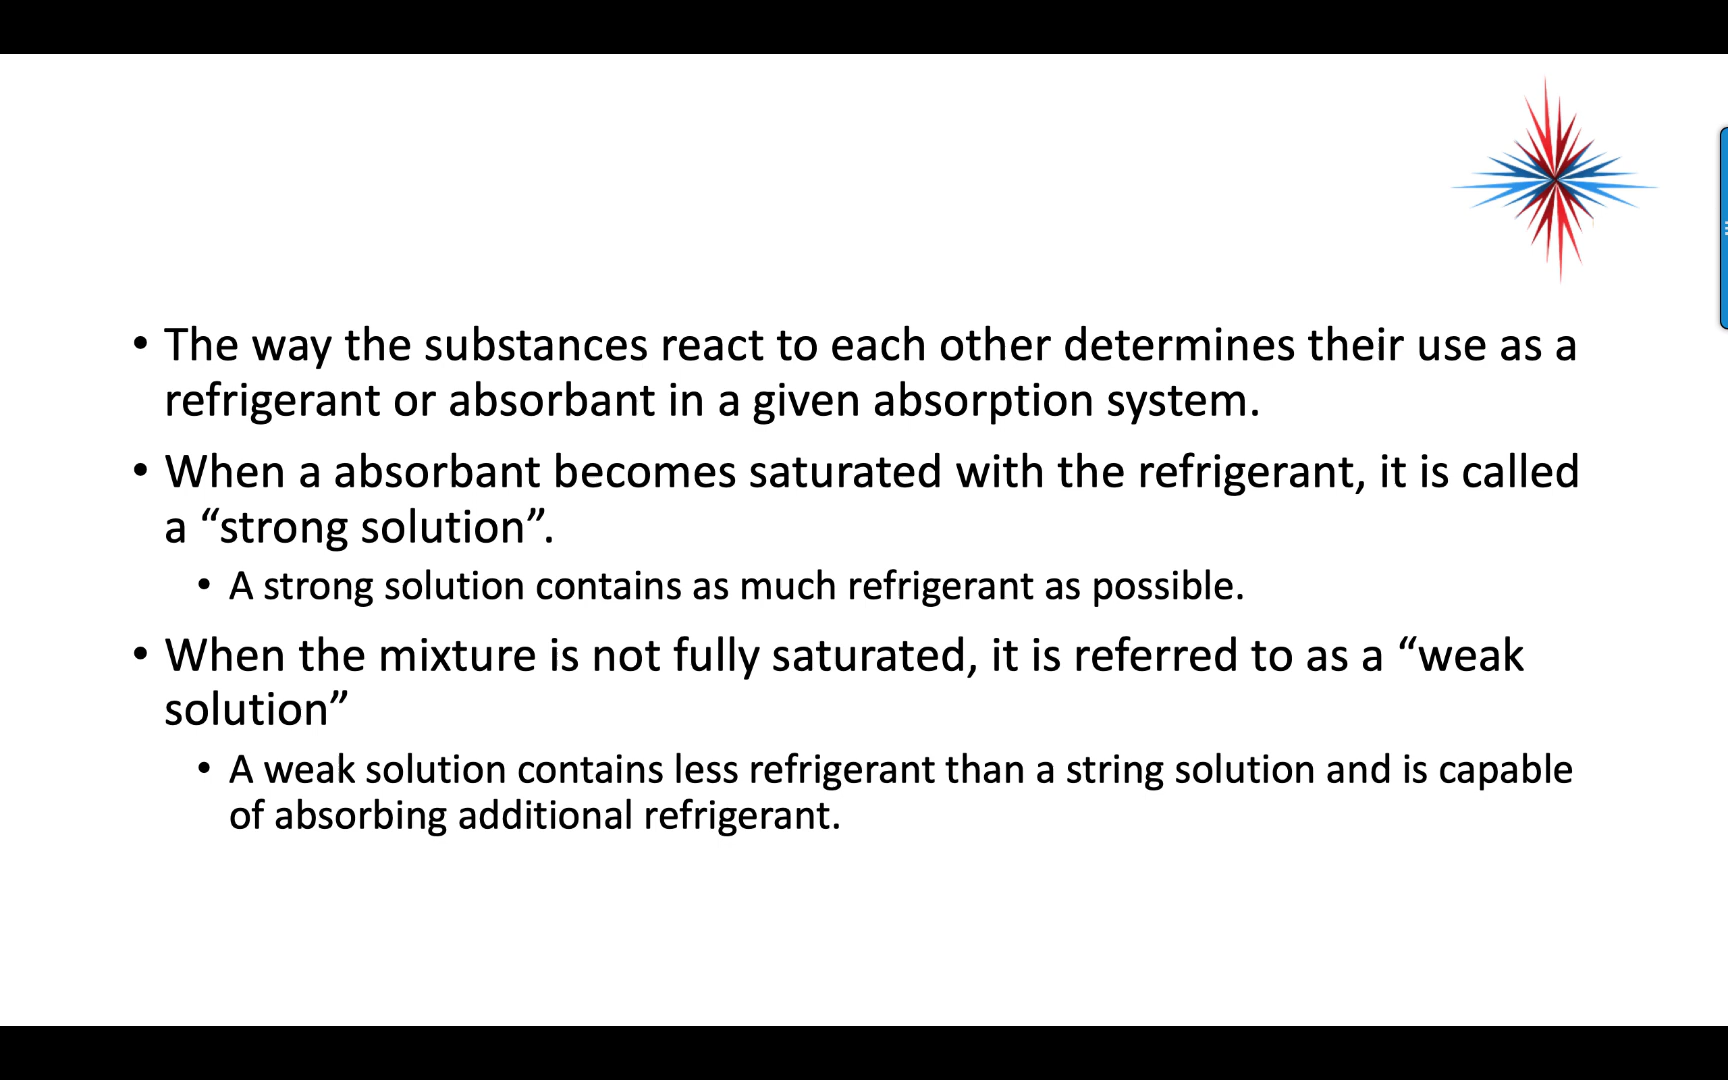 • The way the substances react to each other determines their use as a
refrigerant or absorbant in a given absorption system.
• When a absorbant becomes saturated with the refrigerant, it is called
a “strong solution”.
• A strong solution contains as much refrigerant as possible.
• When the mixture is not fully saturated, it is referred to as a “weak
solution”
• A weak solution contains less refrigerant than a string solution and is capable
of absorbing additional refrigerant.